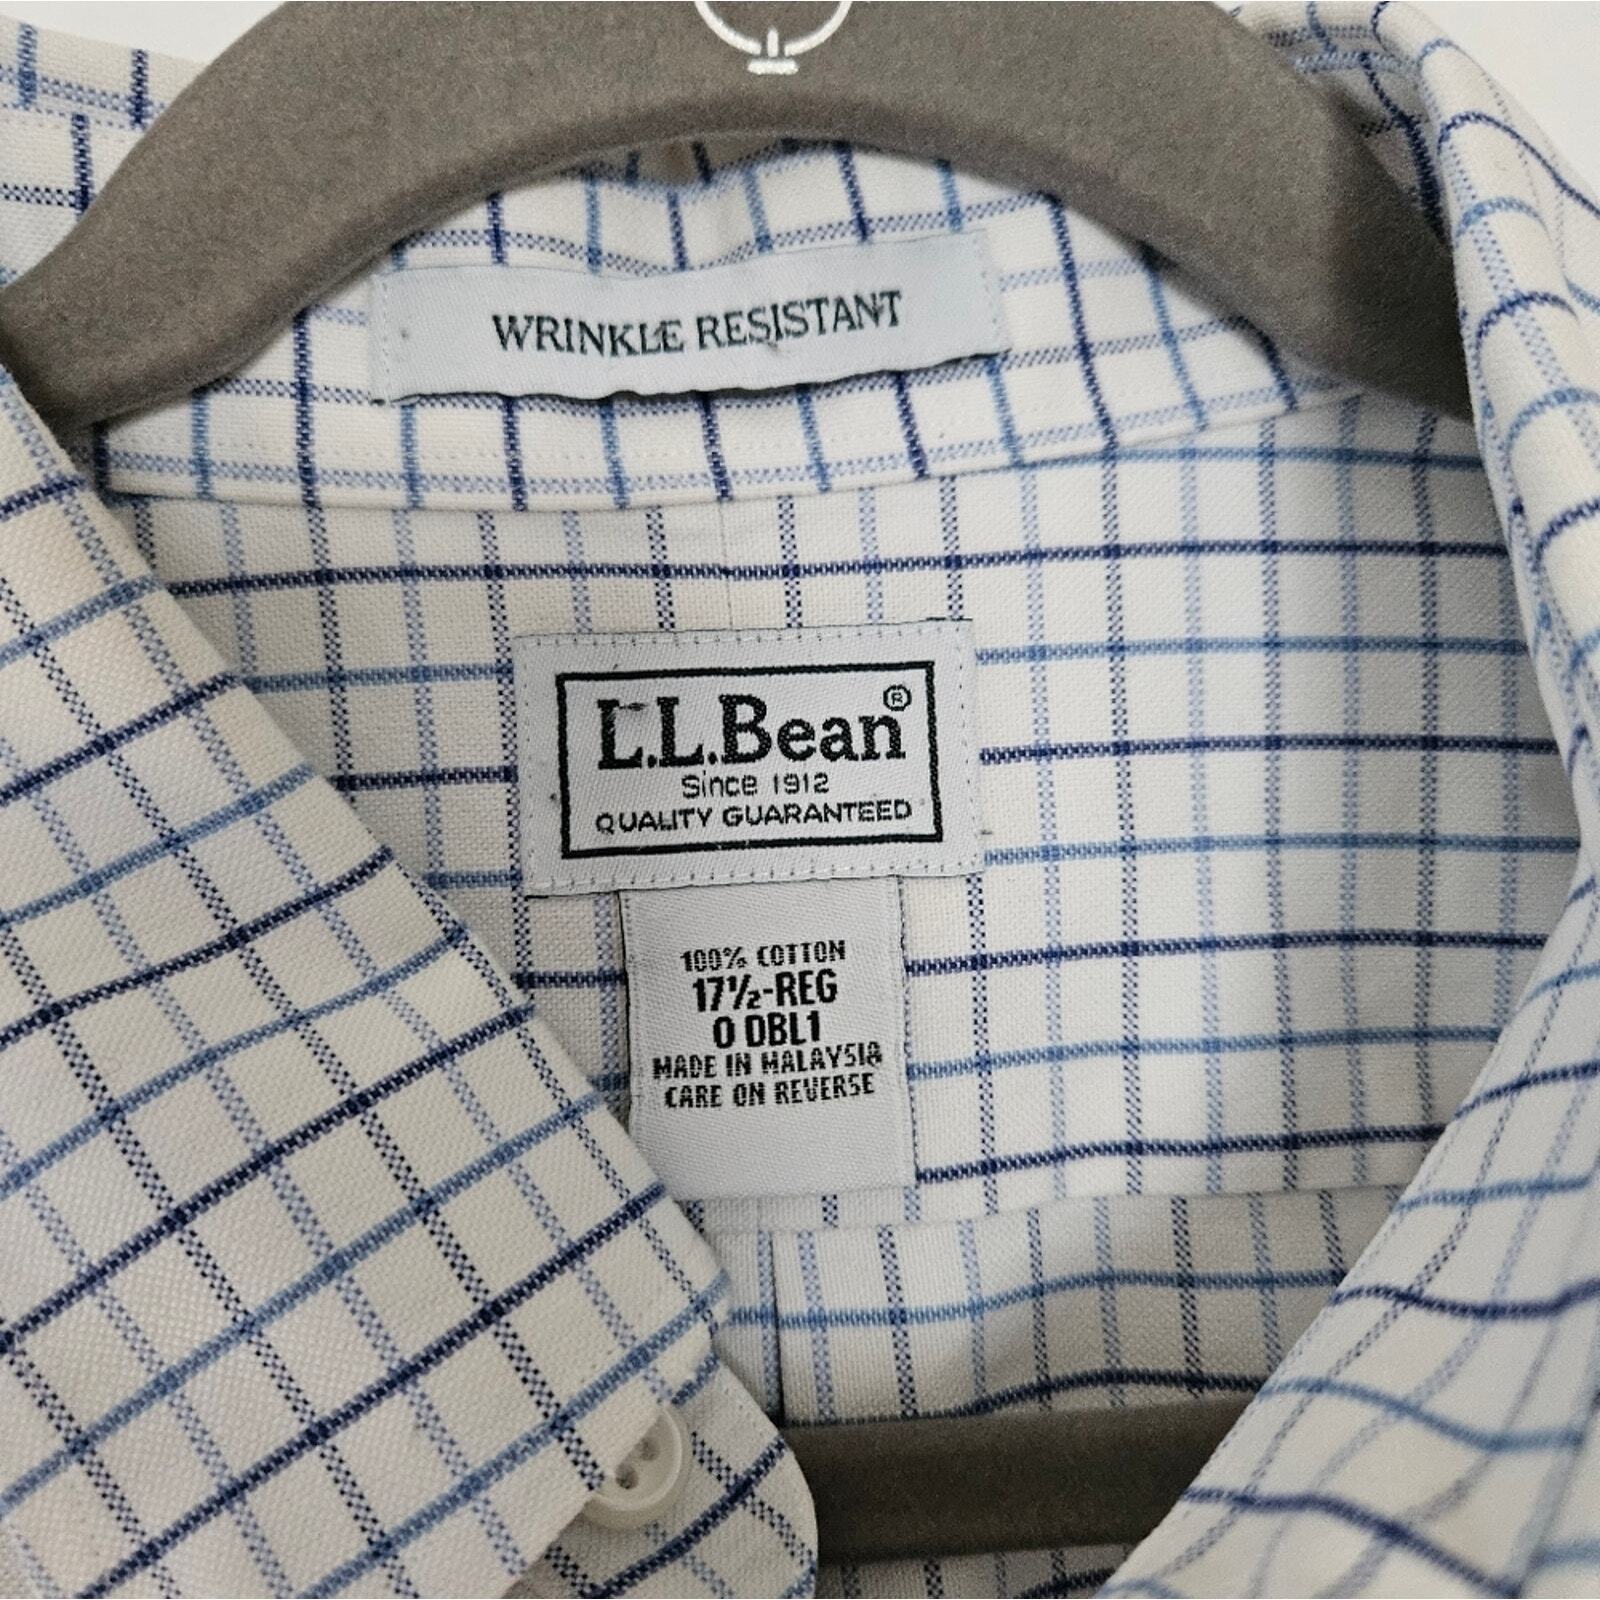 WRINKLE RESISTANT
L.L.Bean®
Since 1912
QUALITY GUARANTEED
100% COTTON
17½-REG
0 DBL1
MADE IN MALAYSIA
CARE ON REVERSE